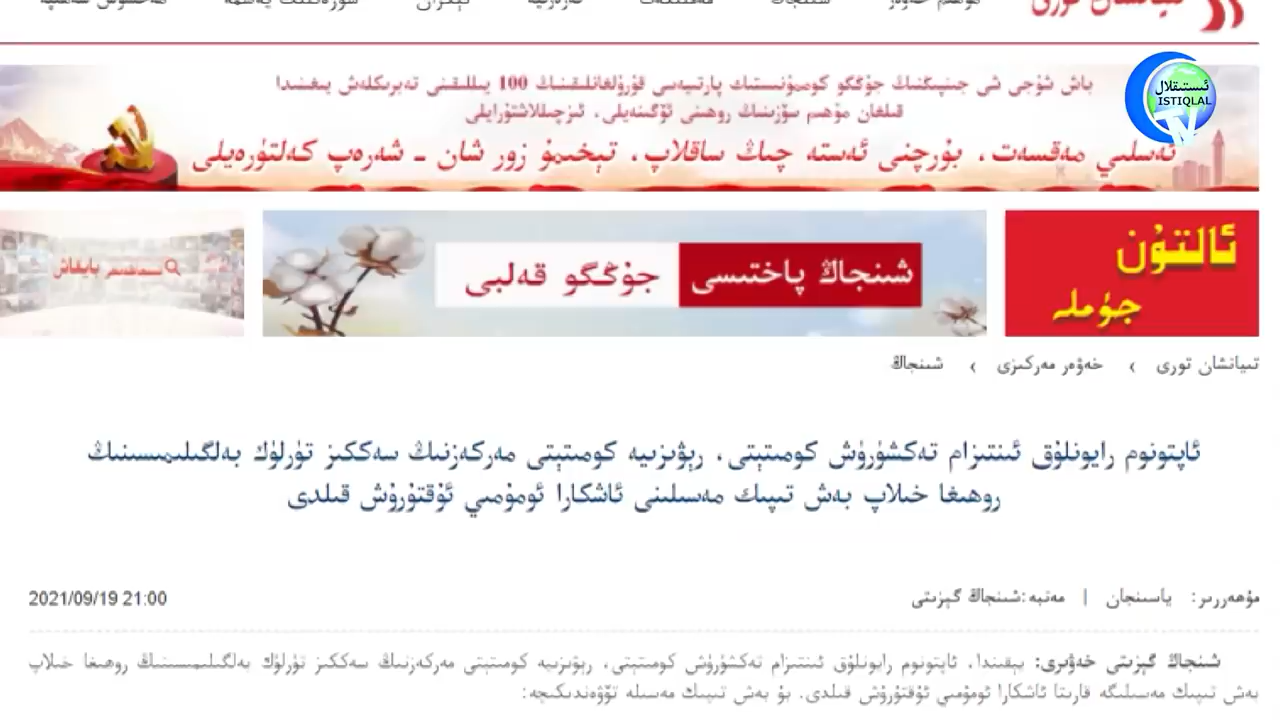 تىيانشان تورى
باش شۇجى شى جىنپىڭنىڭ جۇڭگو كوممۇنىستىك پارتىيەسى قۇرۇلغانلىقىنىڭ 100 يىللىقىنى تەبرىكلەش يىغىنىدا
قىلغان مۇھىم سۆزىنىڭ روھىنى ئۆگىنەيلى، ئىزچىللاشتۇرايلى
ئەسلىي مەقسەت، بۇرچنى ئەستە چىڭ ساقلاپ، تېخىمۇ زور شان - شەرەپ كەلتۈرەيلى
ئىستىقلال
ISTIQLAL
TV
ئالتۇن
جۈملە
شىنجاڭ پاختىسى
جۇڭگو قەلبى
تىيانشان تورى › خەۋەر مەركىزى › شىنجاڭ
ئاپتونوم رايونلۇق ئىنتىزام تەكشۈرۈش كومىتېتى، رېۋىزىيە كومىتېتى مەركەزنىڭ سەككىز تۈرلۈك بەلگىلىمىسىنىڭ
روھىغا خىلاپ بەش تىپىك مەسىلىنى ئاشكارا ئومۇمىي ئۇقتۇرۇش قىلدى
مۇھەررىر: ياسىنجان | مەنبە:شىنجاڭ گېزىتى
2021/09/19 21:00
شىنجاڭ گېزىتى خەۋىرى: يېقىندا، ئاپتونوم رايونلۇق ئىنتىزام تەكشۈرۈش كومىتېتى، رېۋىزىيە كومىتېتى مەركەزنىڭ سەككىز تۈرلۈك بەلگىلىمىسىنىڭ روھىغا خىلاپ
بەش تىپىك مەسىلىگە قارىتا ئاشكارا ئومۇمىي ئۇقتۇرۇش قىلدى. بۇ بەش تىپىك مەسىلە تۆۋەندىكىچە: